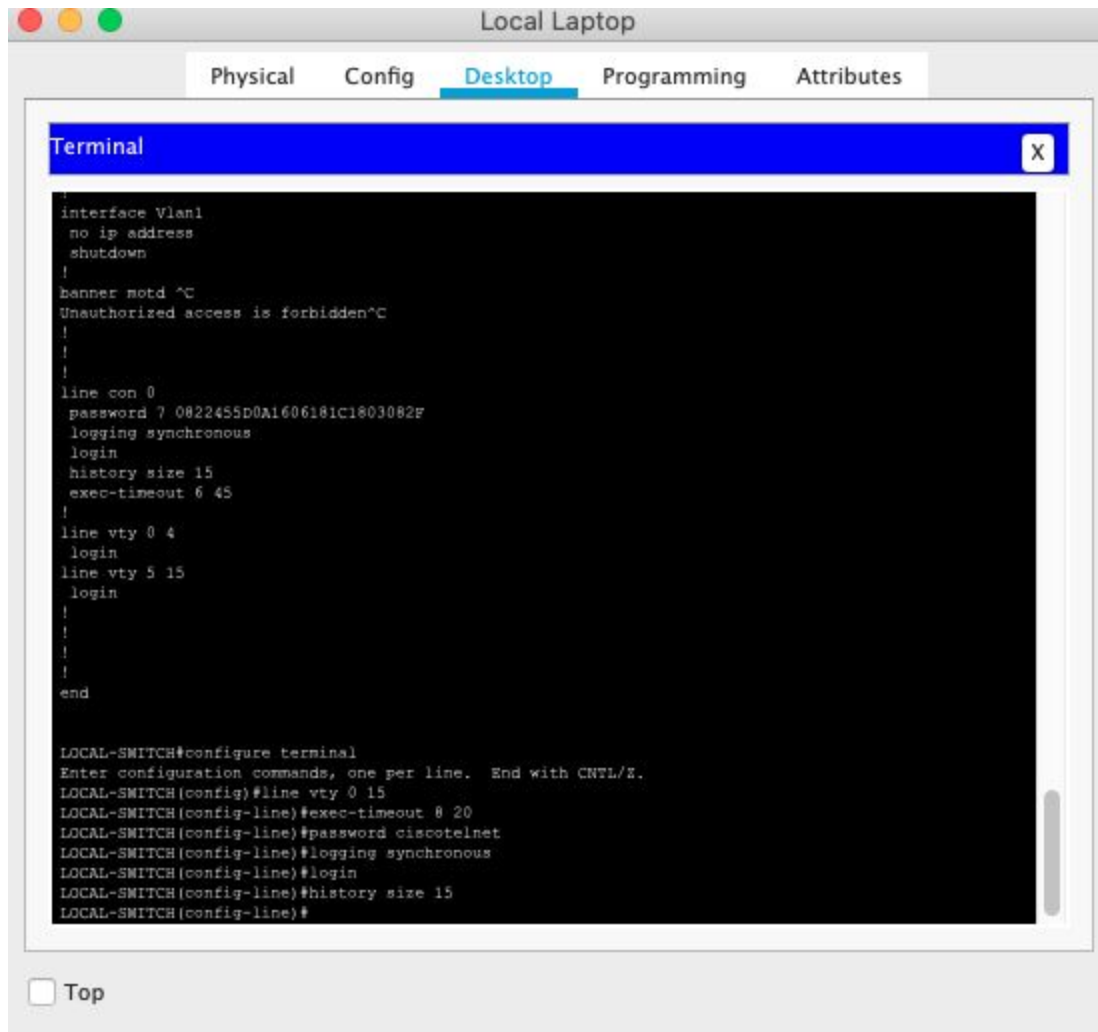 Local Laptop
Physical Config Desktop Programming Attributes
Terminal
X
!
interface Vlan1
 no ip address
 shutdown
!
banner motd ^C
Unauthorized access is forbidden^C
!
!
!
line con 0
 password 7 0822455D0A1606181C1803082F
 logging synchronous
 login
 history size 15
 exec-timeout 6 45
!
line vty 0 4
 login
line vty 5 15
 login
!
!
!
!
end
LOCAL-SWITCH#configure terminal
Enter configuration commands, one per line.  End with CNTL/Z.
LOCAL-SWITCH(config)#line vty 0 15
LOCAL-SWITCH(config-line)#exec-timeout 8 20
LOCAL-SWITCH(config-line)#password ciscotelnet
LOCAL-SWITCH(config-line)#logging synchronous
LOCAL-SWITCH(config-line)#login
LOCAL-SWITCH(config-line)#history size 15
LOCAL-SWITCH(config-line)#
Top